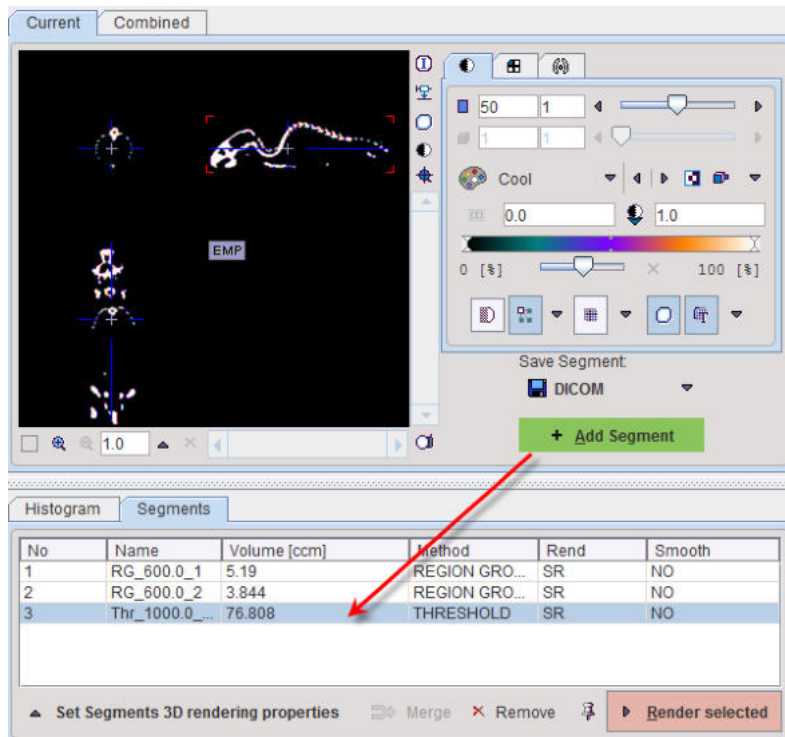 Current Combined
50 1
1 1
Cool
EMP
0.0 1.0
0 [%] 100 [%]
Save Segment:
DICOM
1.0
+ Add Segment
Histogram Segments
No Name Volume [ccm] Method Rend Smooth
1 RG_600.0_1 5.19 REGION GRO... SR NO
2 RG_600.0_2 3.844 REGION GRO... SR NO
3 Thr_1000.0_... 76.808 THRESHOLD SR NO
Set Segments 3D rendering properties Merge Remove Render selected